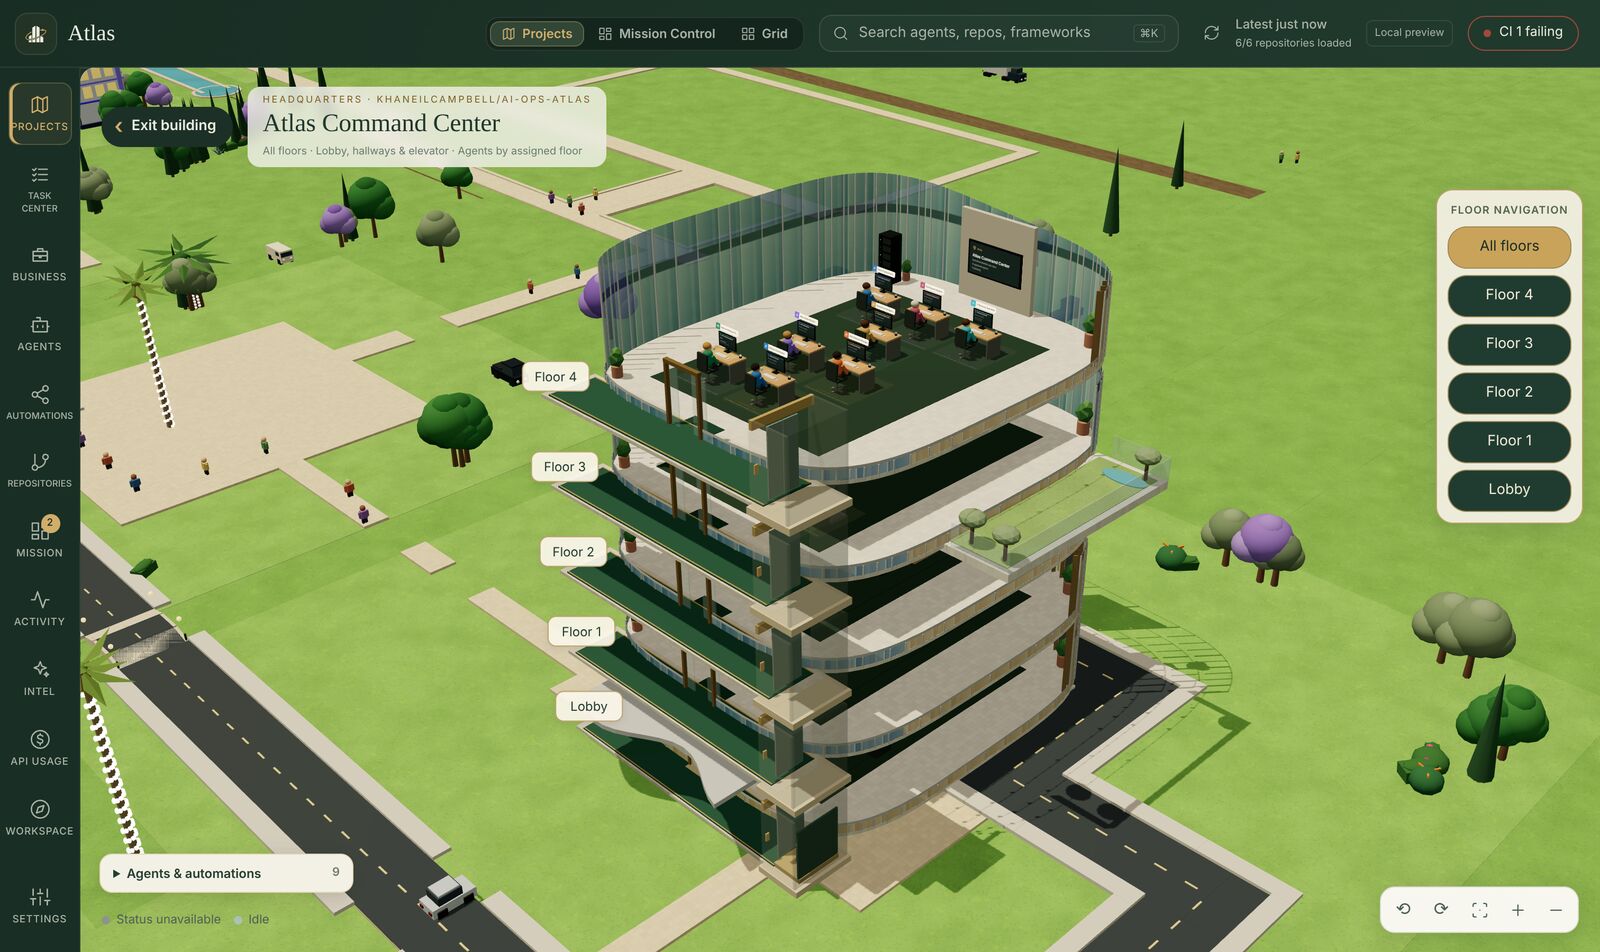 Atlas
Projects
Mission Control
Grid
Search agents, repos, frameworks
⌘K
Latest just now
6/6 repositories loaded
Local preview
CI 1 failing
PROJECTS
TASK
CENTER
BUSINESS
AGENTS
AUTOMATIONS
REPOSITORIES
2
MISSION
ACTIVITY
INTEL
API USAGE
WORKSPACE
SETTINGS
Exit building
HEADQUARTERS · KHANEILCAMPBELL/AI-OPS-ATLAS
Atlas Command Center
All floors · Lobby, hallways & elevator · Agents by assigned floor
Atlas Command Center
Floor 4
Floor 3
Floor 2
Floor 1
Lobby
FLOOR NAVIGATION
All floors
Floor 4
Floor 3
Floor 2
Floor 1
Lobby
Agents & automations
9
Status unavailable
Idle